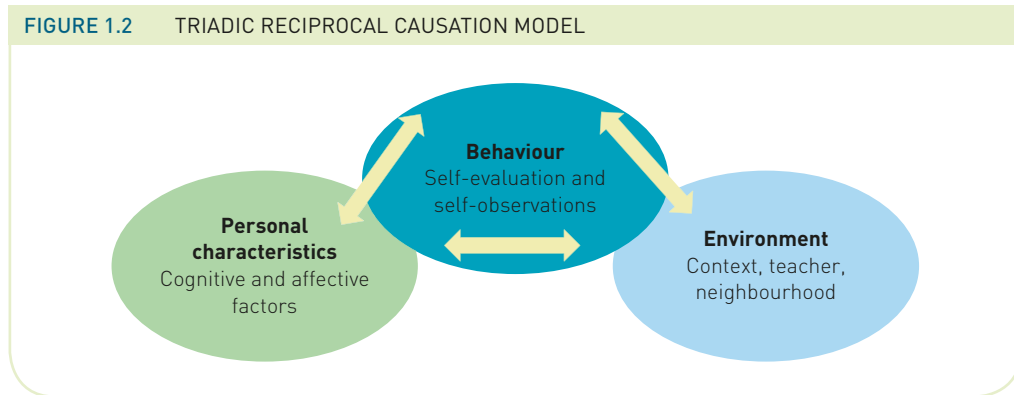 FIGURE 1.2 TRIADIC RECIPROCAL CAUSATION MODEL
Behaviour
Self-evaluation and
self-observations
Personal
characteristics
Cognitive and affective
factors
Environment
Context, teacher,
neighbourhood